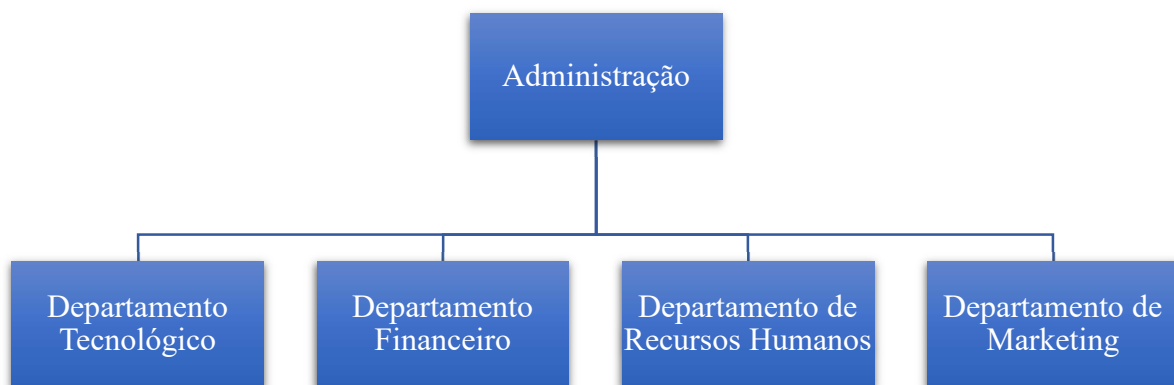 Administração
Departamento
Tecnológico
Departamento
Financeiro
Departamento de
Recursos Humanos
Departamento de
Marketing